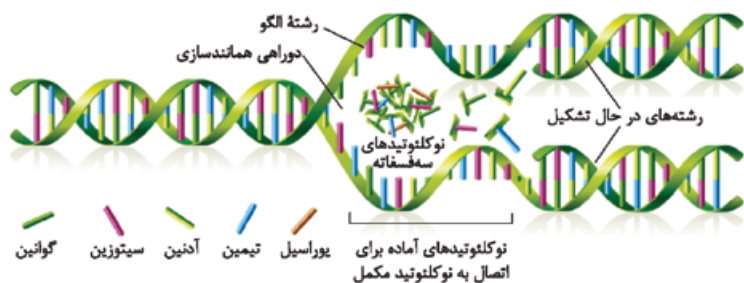 رشتهٔ الگو
دوراهی همانندسازی
نوکلئوتیدهای
سه‌فسفاته
رشته‌های در حال تشکیل
نوکلئوتیدهای آماده برای
اتصال به نوکلئوتید مکمل
یوراسیل
تیمین
آدنین
سیتوزین
گوانین